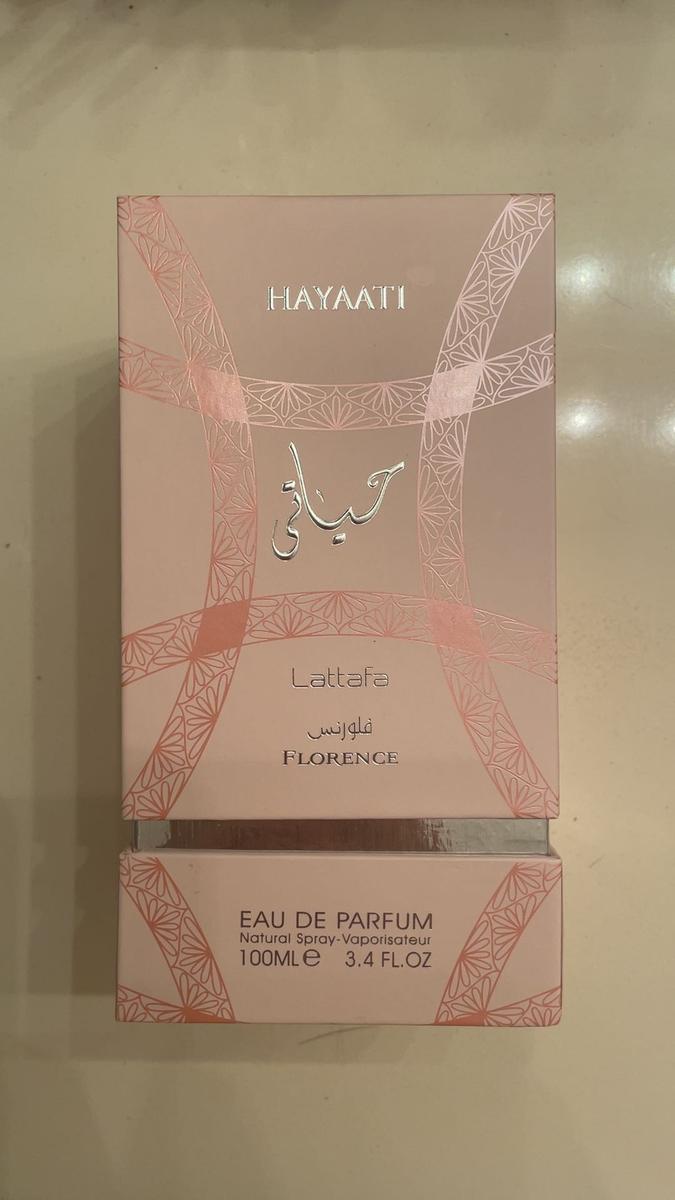 HAYAATI
حياتي
Lattafa
فلورنس
FLORENCE
EAU DE PARFUM
Natural Spray-Vaporisateur
100ML℮ 3.4 FL.OZ